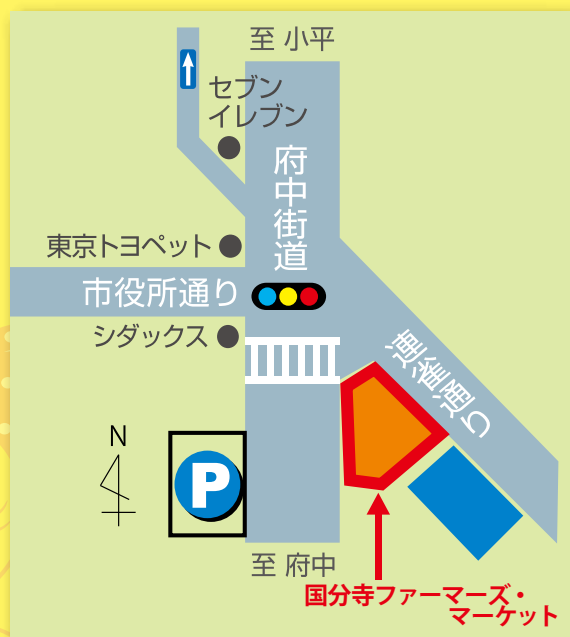 至 小平
セブン
イレブン
府中街道
東京トヨペット
市役所通り
シダックス
連雀通り
N
P
至 府中
国分寺ファーマーズ・
マーケット